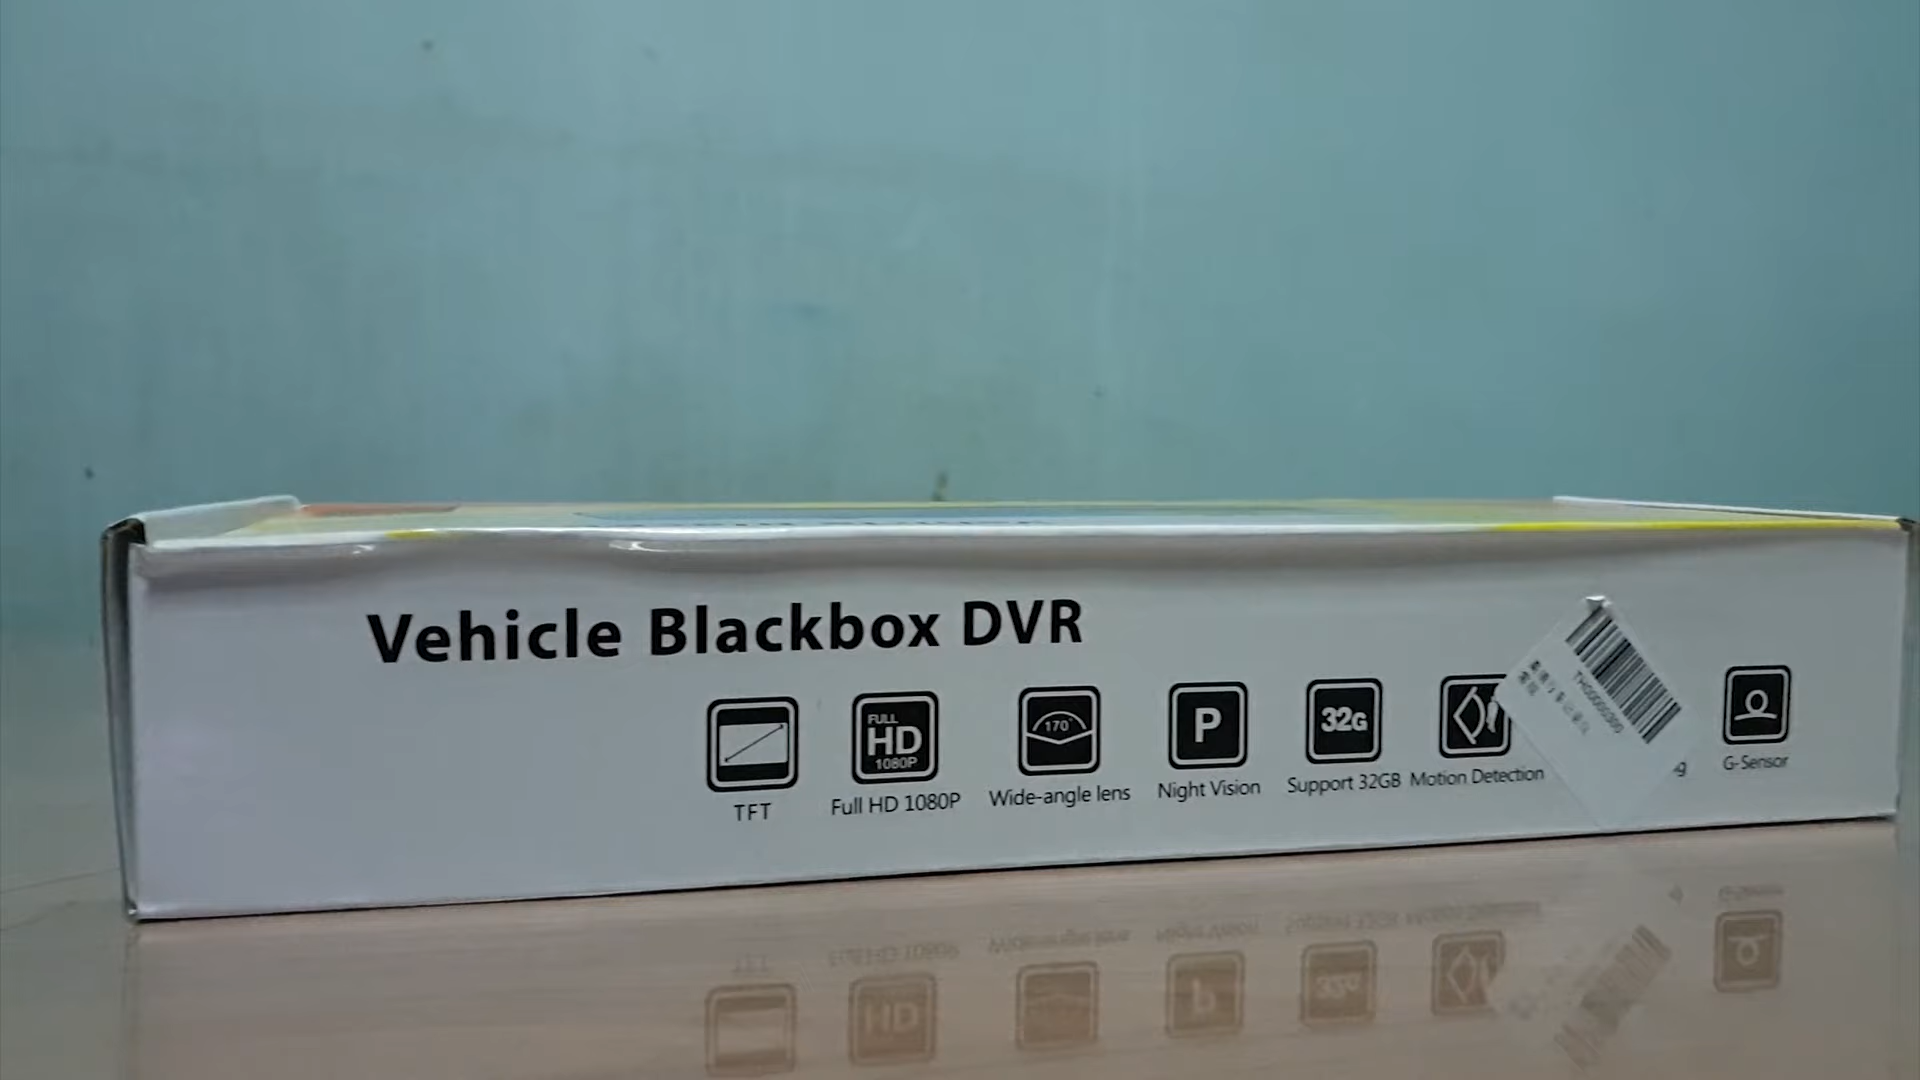 Vehicle Blackbox DVR
FULL
HD
1080P
170°
P
32G
TFT
Full HD 1080P
Wide-angle lens
Night Vision
Support 32GB
Motion Detection
G-Sensor